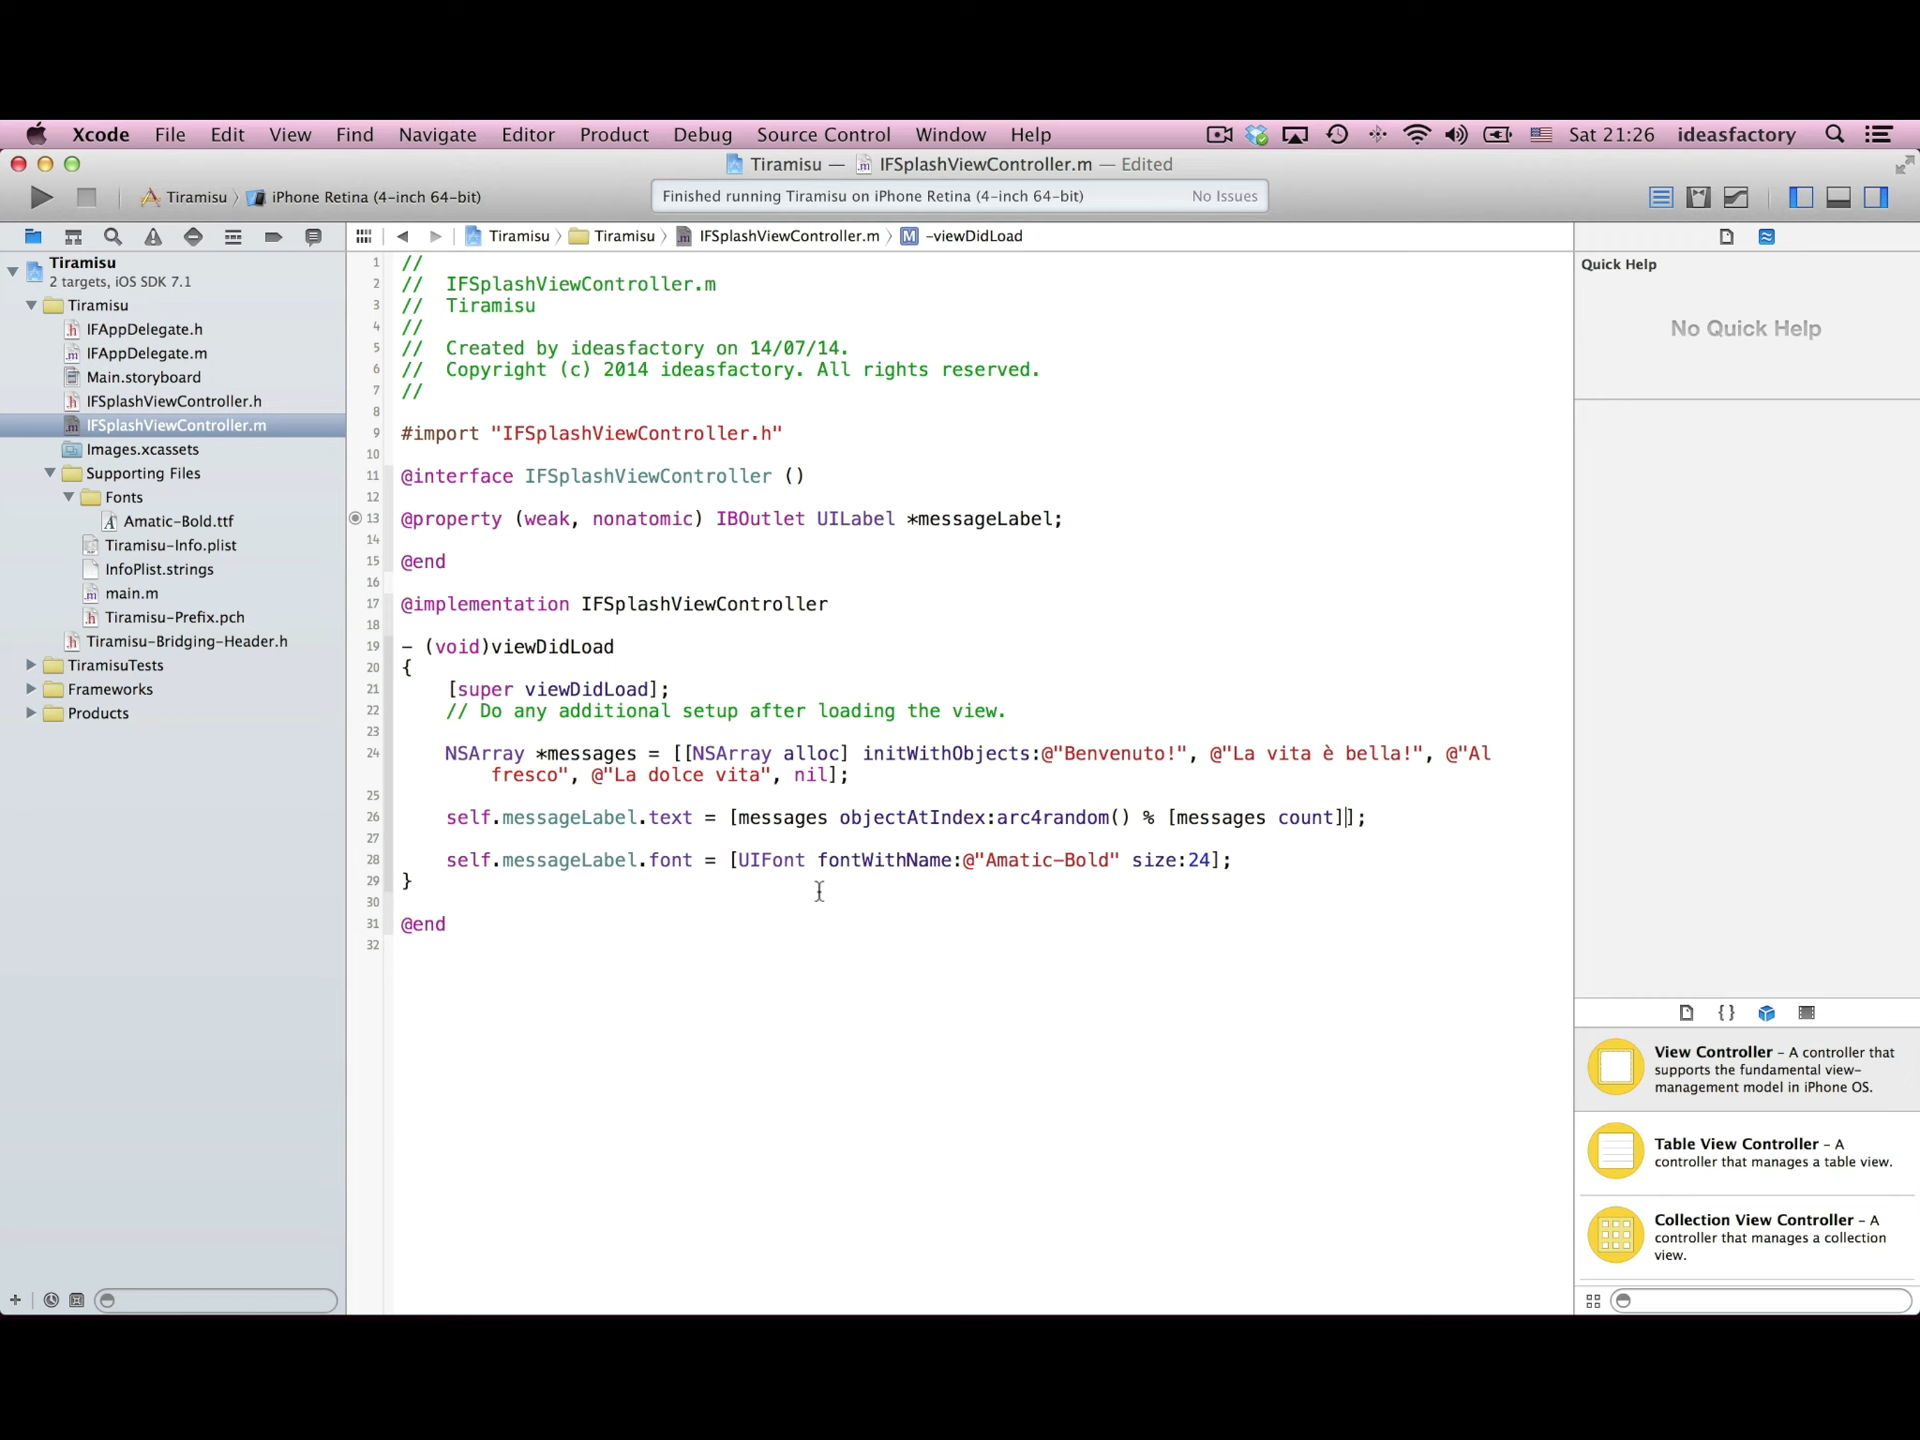 Xcode File Edit View Find Navigate Editor Product Debug Source Control Window Help Sat 21:26 ideasfactory
Tiramisu — IFSplashViewController.m — Edited
Tiramisu iPhone Retina (4-inch 64-bit)
Finished running Tiramisu on iPhone Retina (4-inch 64-bit) No Issues
Tiramisu Tiramisu IFSplashViewController.m M -viewDidLoad
Tiramisu
2 targets, iOS SDK 7.1
Tiramisu
IFAppDelegate.h
IFAppDelegate.m
Main.storyboard
IFSplashViewController.h
IFSplashViewController.m
Images.xcassets
Supporting Files
Fonts
Amatic-Bold.ttf
Tiramisu-Info.plist
InfoPlist.strings
main.m
Tiramisu-Prefix.pch
Tiramisu-Bridging-Header.h
TiramisuTests
Frameworks
Products
1 //
2 // IFSplashViewController.m
3 // Tiramisu
4 //
5 // Created by ideasfactory on 14/07/14.
6 // Copyright (c) 2014 ideasfactory. All rights reserved.
7 //
8
9 #import "IFSplashViewController.h"
10
11 @interface IFSplashViewController ()
12
13 @property (weak, nonatomic) IBOutlet UILabel *messageLabel;
14
15 @end
16
17 @implementation IFSplashViewController
18
19 - (void)viewDidLoad
20 {
21 [super viewDidLoad];
22 // Do any additional setup after loading the view.
23
24 NSArray *messages = [[NSArray alloc] initWithObjects:@"Benvenuto!", @"La vita è bella!", @"Al
fresco", @"La dolce vita", nil];
25
26 self.messageLabel.text = [messages objectAtIndex:arc4random() % [messages count]];
27
28 self.messageLabel.font = [UIFont fontWithName:@"Amatic-Bold" size:24];
29 }
30
31 @end
32
Quick Help
No Quick Help
{ }
View Controller – A controller that
supports the fundamental view-
management model in iPhone OS.
Table View Controller – A
controller that manages a table view.
Collection View Controller – A
controller that manages a collection
view.